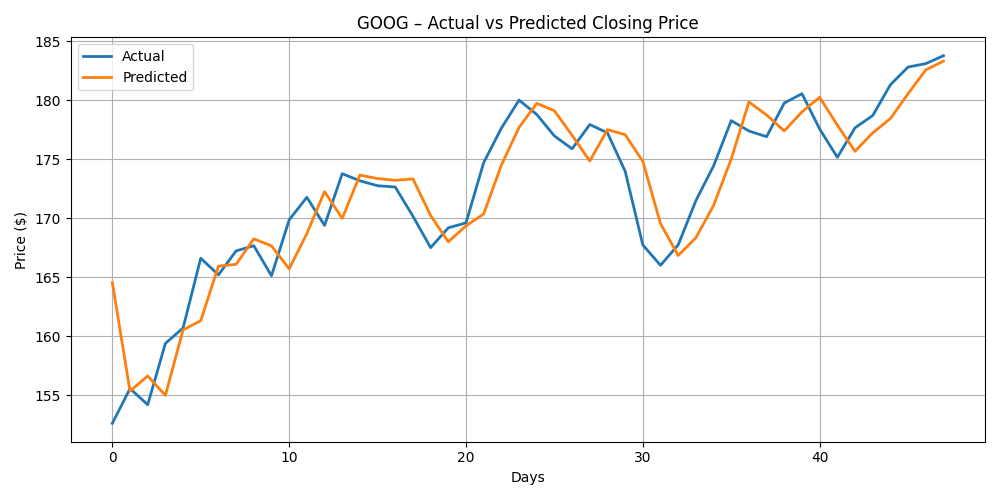 GOOG – Actual vs Predicted Closing Price
Actual
Predicted
Price ($)
185
180
175
170
165
160
155
0 10 20 30 40
Days